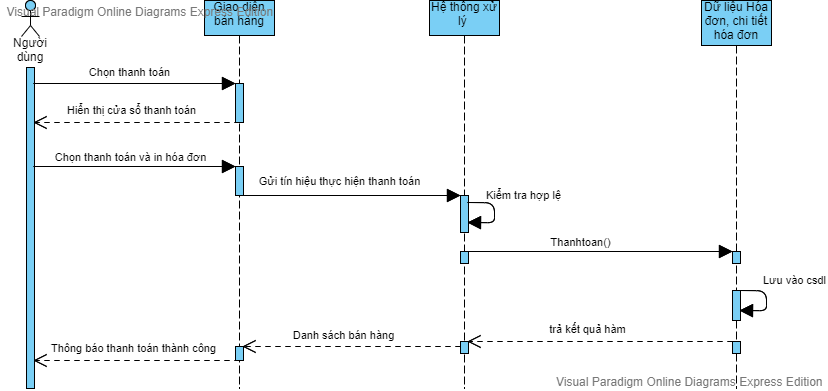 Visual Paradigm Online Diagrams Express Edition
Người
dùng
Giao diện
bán hàng
Hệ thống xử
lý
Dữ liệu Hóa
đơn, chi tiết
hóa đơn
Chọn thanh toán
Hiển thị cửa sổ thanh toán
Chọn thanh toán và in hóa đơn
Gửi tín hiệu thực hiện thanh toán
Kiểm tra hợp lệ
Thanhtoan()
Lưu vào csdl
trả kết quả hàm
Danh sách bán hàng
Thông báo thanh toán thành công
Visual Paradigm Online Diagrams Express Edition